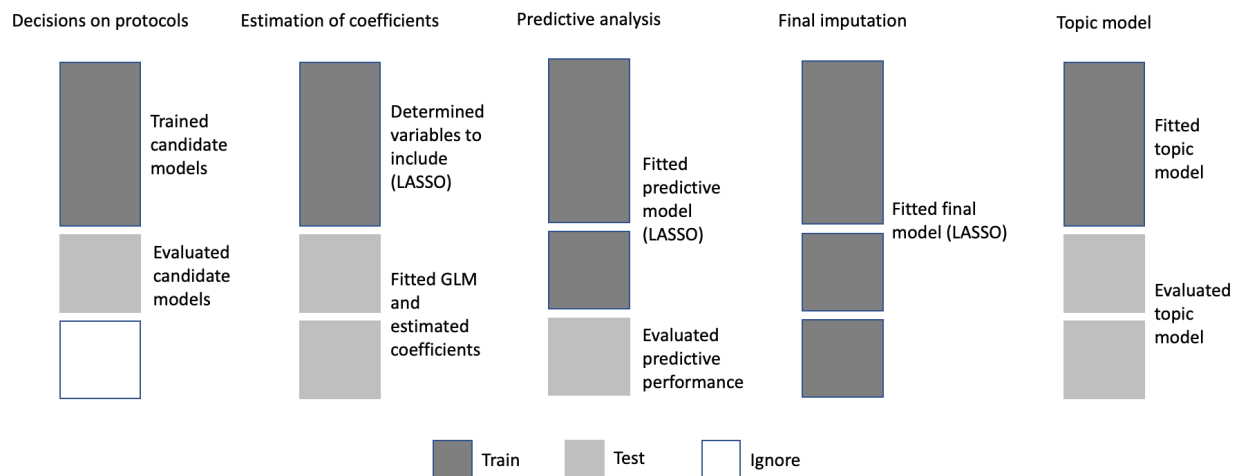 Decisions on protocols
Estimation of coefficients
Predictive analysis
Final imputation
Topic model
Trained
candidate
models
Evaluated
candidate
models
Determined
variables to
include
(LASSO)
Fitted GLM
and
estimated
coefficients
Fitted
predictive
model
(LASSO)
Evaluated
predictive
performance
Fitted final
model (LASSO)
Fitted
topic
model
Evaluated
topic
model
Train
Test
Ignore